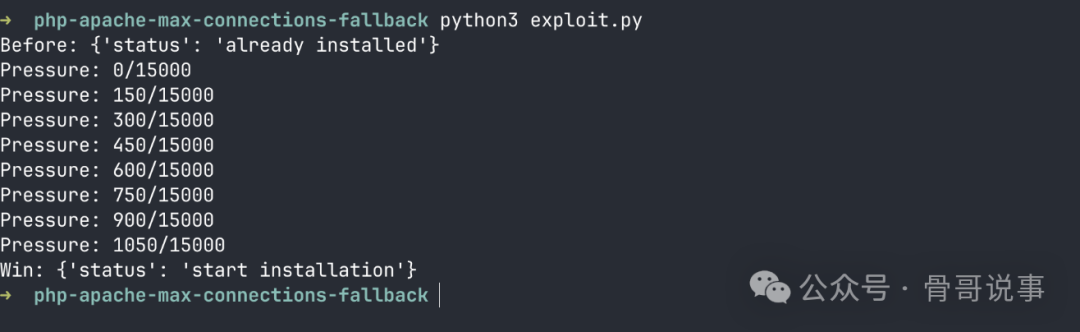 → php-apache-max-connections-fallback python3 exploit.py
Before: {'status': 'already installed'}
Pressure: 0/15000
Pressure: 150/15000
Pressure: 300/15000
Pressure: 450/15000
Pressure: 600/15000
Pressure: 750/15000
Pressure: 900/15000
Pressure: 1050/15000
Win: {'status': 'start installation'}
→ php-apache-max-connections-fallback
公众号 · 骨哥说事